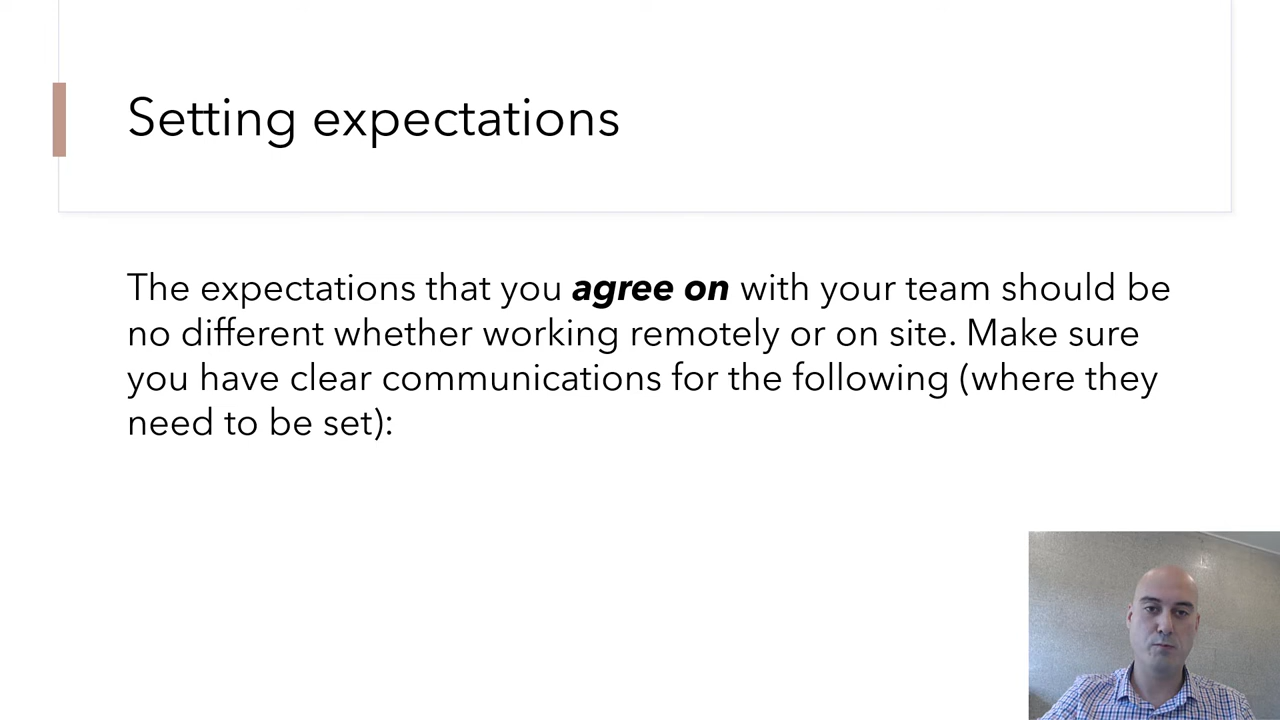 Setting expectations
The expectations that you agree on with your team should be
no different whether working remotely or on site. Make sure
you have clear communications for the following (where they
need to be set):